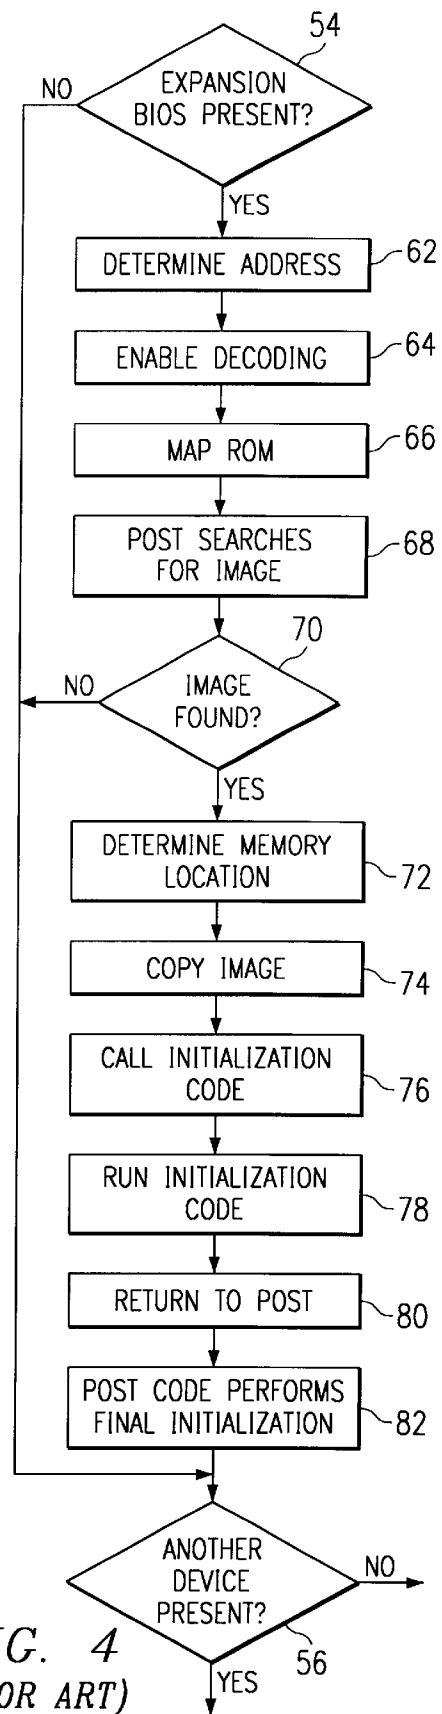 54
EXPANSION
BIOS PRESENT?
NO
YES
DETERMINE ADDRESS
62
ENABLE DECODING
64
MAP ROM
66
POST SEARCHES
FOR IMAGE
68
70
IMAGE
FOUND?
NO
YES
DETERMINE MEMORY
LOCATION
72
COPY IMAGE
74
CALL INITIALIZATION
CODE
76
RUN INITIALIZATION
CODE
78
RETURN TO POST
80
POST CODE PERFORMS
FINAL INITIALIZATION
82
ANOTHER
DEVICE
PRESENT?
NO
56
YES
G. 4
OR ART)